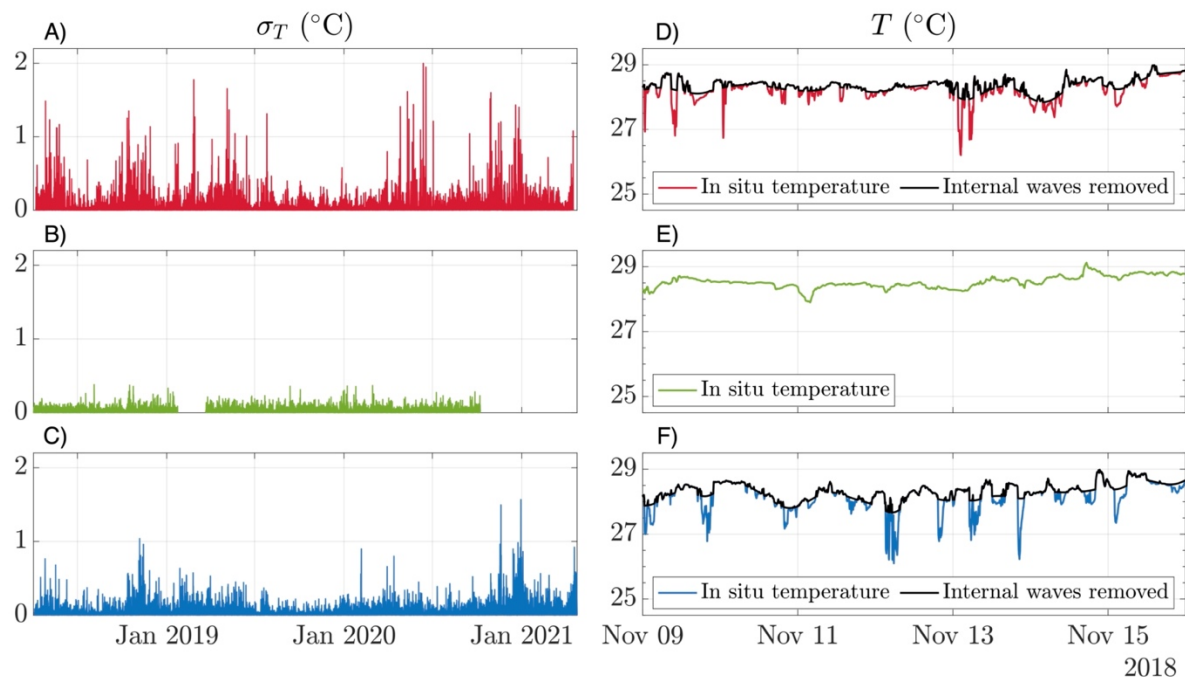 σ_T (°C)
T (°C)
A)
2
1
0
D)
29
27
25
In situ temperature
Internal waves removed
B)
2
1
0
E)
29
27
25
In situ temperature
C)
2
1
0
F)
29
27
25
In situ temperature
Internal waves removed
Jan 2019
Jan 2020
Jan 2021
Nov 09
Nov 11
Nov 13
Nov 15
2018